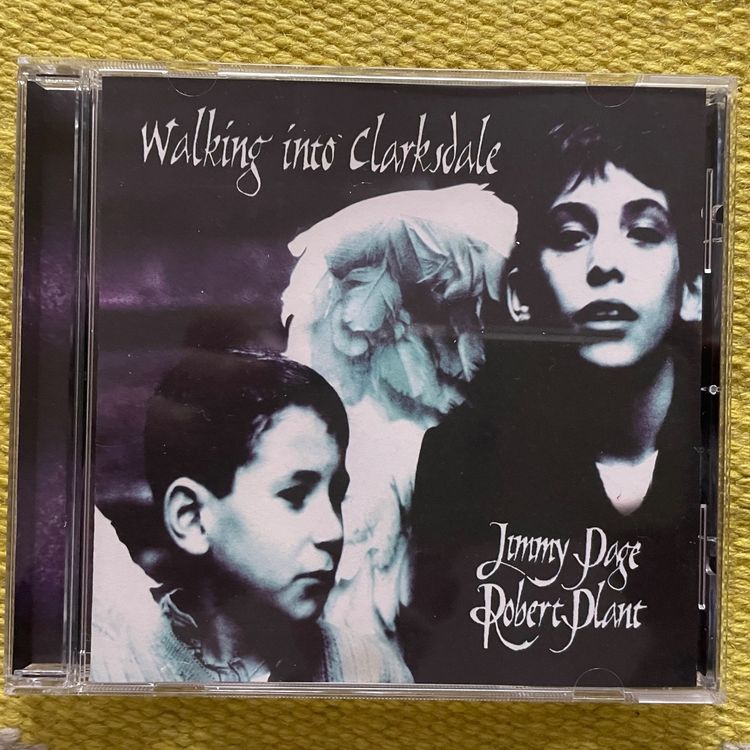 Walking into Clarksdale
Jimmy Page
Robert Plant